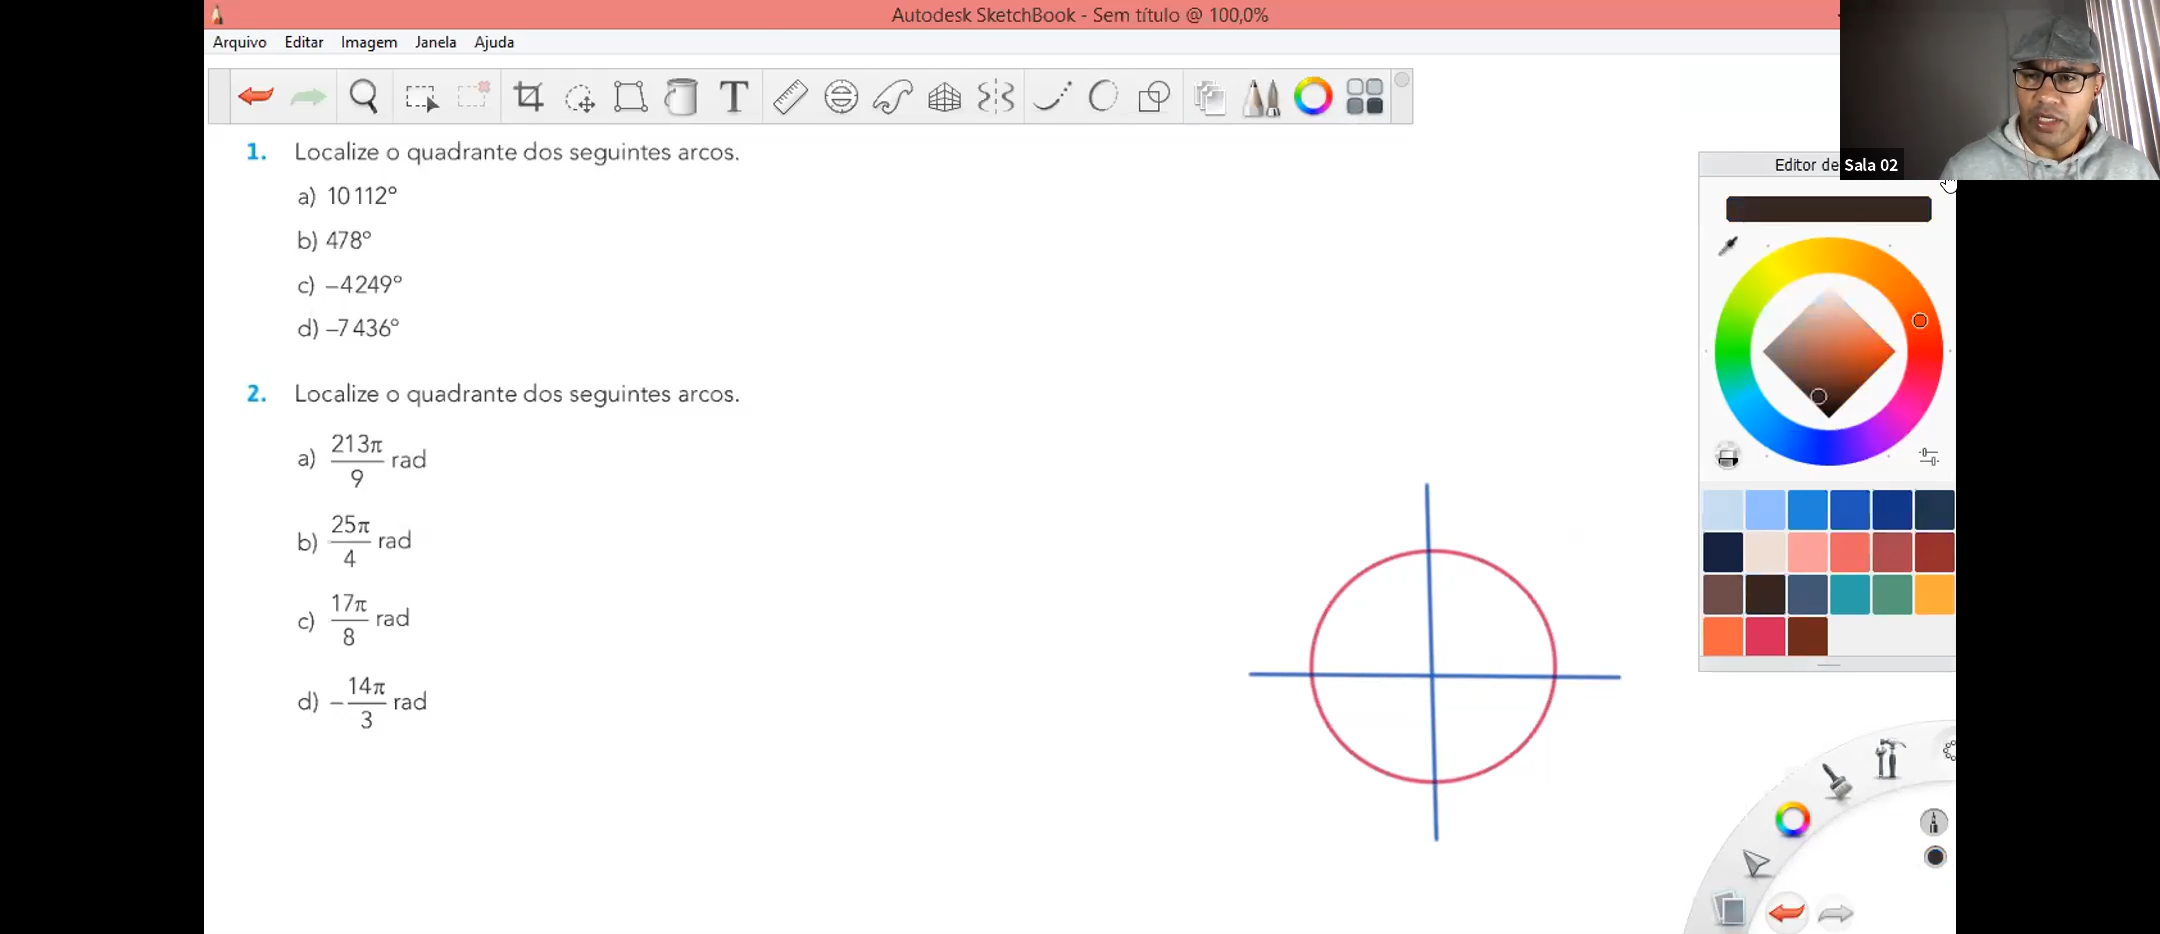 Autodesk SketchBook - Sem título @ 100,0%
Arquivo Editar Imagem Janela Ajuda
T
Editor de
Sala 02
1. Localize o quadrante dos seguintes arcos.
a) 10 112°
b) 478°
c) –4 249°
d) –7 436°
2. Localize o quadrante dos seguintes arcos.
a) 213π/9 rad
b) 25π/4 rad
c) 17π/8 rad
d) –14π/3 rad